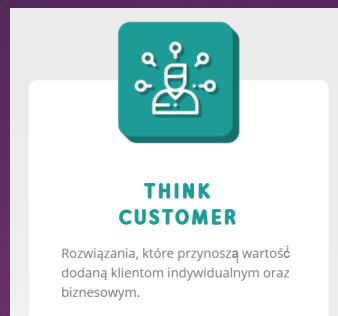 THINK
CUSTOMER
Rozwiązania, które przynoszą wartość
dodaną klientom indywidualnym oraz
biznesowym.